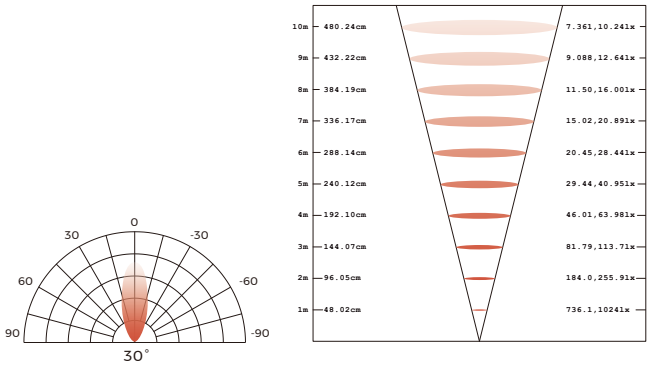 10m 480.24cm 7.361,10.241x
9m 432.22cm 9.088,12.641x
8m 384.19cm 11.50,16.001x
7m 336.17cm 15.02,20.891x
6m 288.14cm 20.45,28.441x
5m 240.12cm 29.44,40.951x
4m 192.10cm 46.01,63.981x
3m 144.07cm 81.79,113.71x
2m 96.05cm 184.0,255.91x
1m 48.02cm 736.1,10241x
0
30 -30
60 -60
90 -90
30°